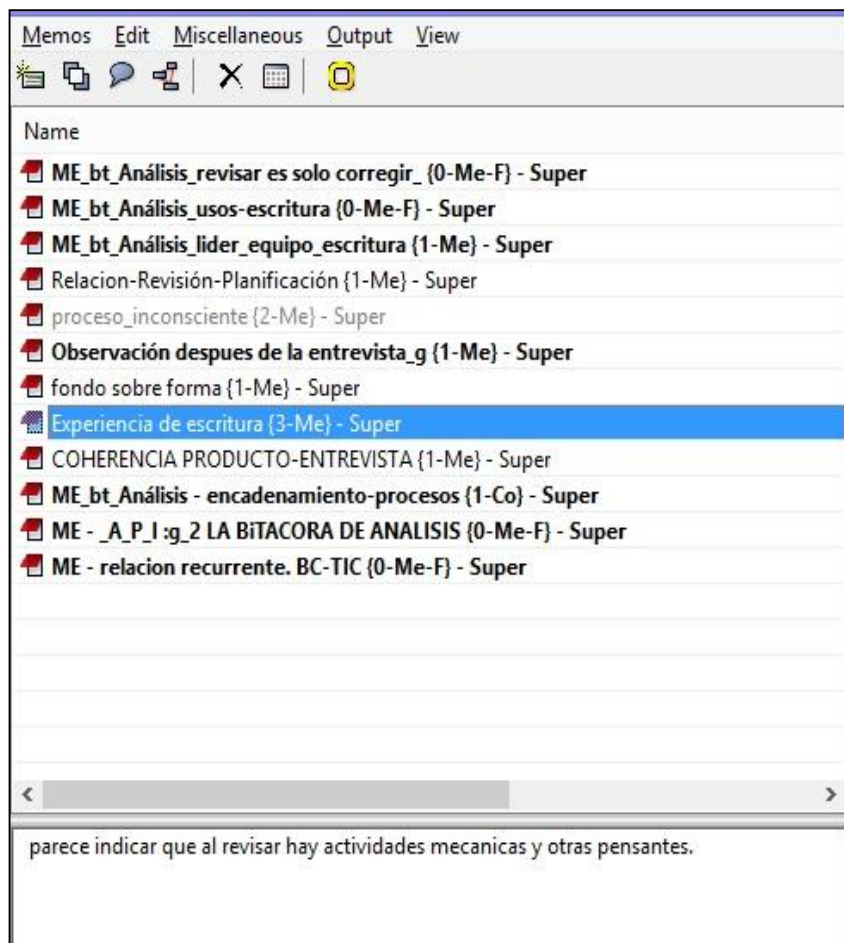 Memos Edit Miscellaneous Output View
Name
ME_bt_Análisis_revisar es solo corregir_ {0-Me-F} - Super
ME_bt_Análisis_usos-escritura {0-Me-F} - Super
ME_bt_Análisis_lider_equipo_escritura {1-Me} - Super
Relacion-Revisión-Planificación {1-Me} - Super
proceso_inconsciente {2-Me} - Super
Observación despues de la entrevista_g {1-Me} - Super
fondo sobre forma {1-Me} - Super
Experiencia de escritura {3-Me} - Super
COHERENCIA PRODUCTO-ENTREVISTA {1-Me} - Super
ME_bt_Análisis - encadenamiento-procesos {1-Co} - Super
ME - _A_P_I :g_2 LA BiTACORA DE ANALISIS {0-Me-F} - Super
ME - relacion recurrente. BC-TIC {0-Me-F} - Super
parece indicar que al revisar hay actividades mecanicas y otras pensantes.